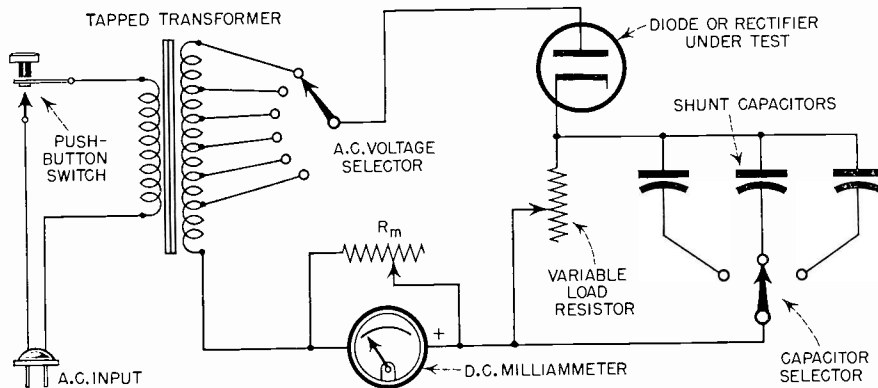 TAPPED TRANSFORMER
DIODE OR RECTIFIER
UNDER TEST
PUSH-
BUTTON
SWITCH
A.C. VOLTAGE
SELECTOR
SHUNT CAPACITORS
Rm
VARIABLE
LOAD
RESISTOR
+
A.C. INPUT
D.C. MILLIAMMETER
CAPACITOR
SELECTOR